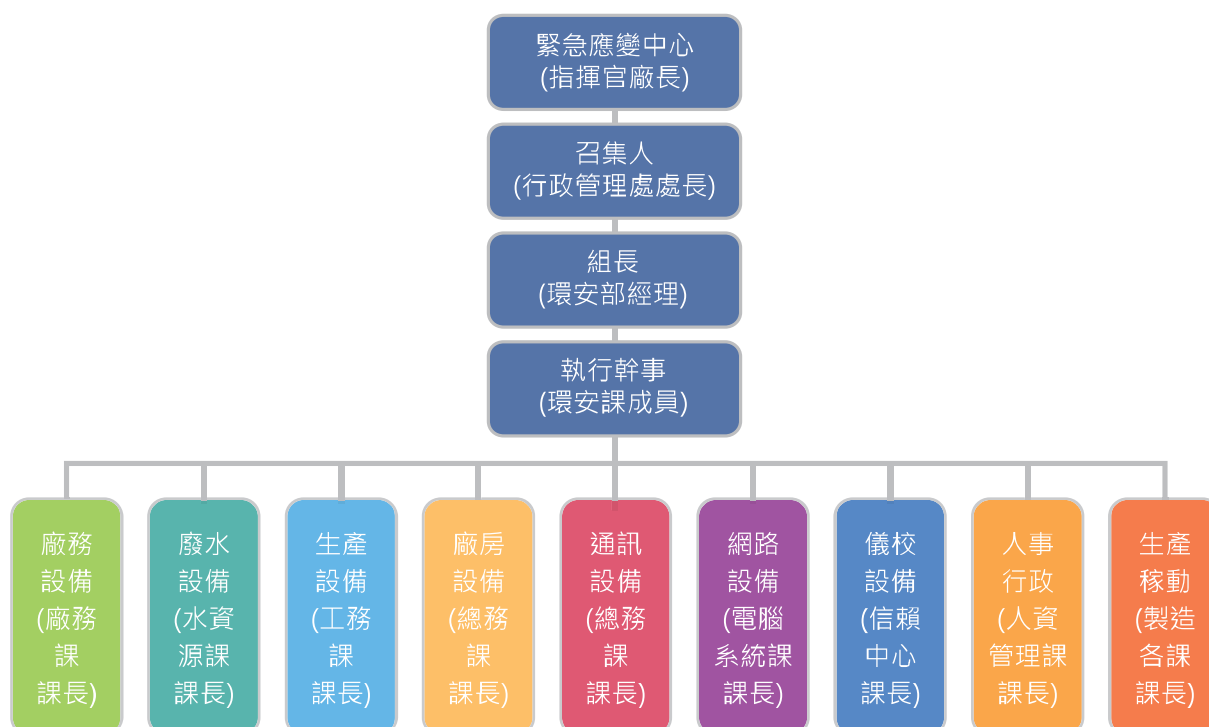 緊急應變中心
(指揮官廠長)
召集人
(行政管理處處長)
組長
(環安部經理)
執行幹事
(環安課成員)
廠務
設備
(廠務
課
課長)
廢水
設備
(水資
源課
課長)
生產
設備
(工務
課
課長)
廠房
設備
(總務
課
課長)
通訊
設備
(總務
課
課長)
網路
設備
(電腦
系統課
課長)
儀校
設備
(信賴
中心
課長)
人事
行政
(人資
管理課
課長)
生產
稼動
(製造
各課
課長)